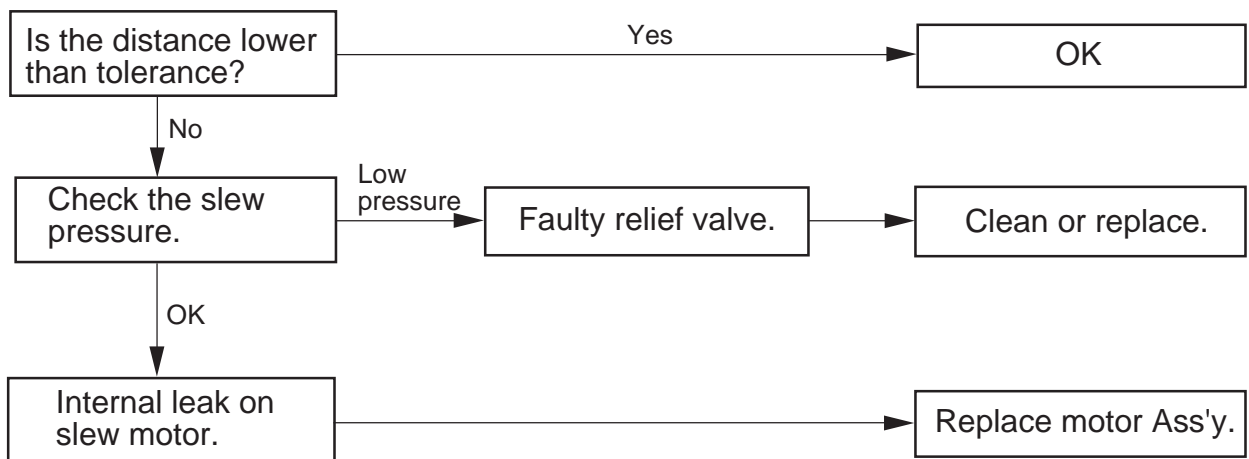 Is the distance lower
than tolerance?
Yes
OK
No
Check the slew
pressure.
Low
pressure
Faulty relief valve.
Clean or replace.
OK
Internal leak on
slew motor.
Replace motor Ass'y.